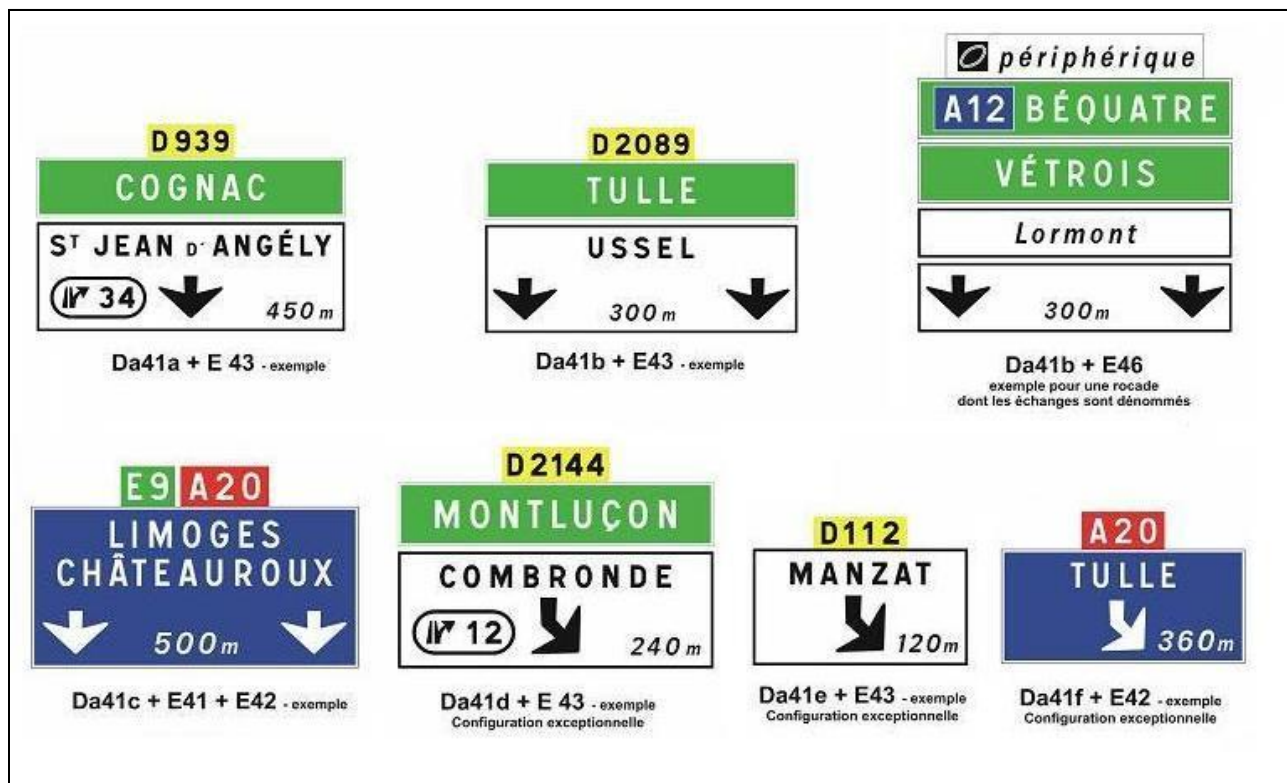 D939
COGNAC
Sᵀ JEAN D' ANGÉLY
34
450 m
Da41a + E 43 - exemple
D2089
TULLE
USSEL
300 m
Da41b + E43 - exemple
périphérique
A12 BÉQUATRE
VÉTROIS
Lormont
300 m
Da41b + E46
exemple pour une rocade
dont les échanges sont dénommés
E9 A20
LIMOGES
CHÂTEAUROUX
500 m
Da41c + E41 + E42 - exemple
D2144
MONTLUÇON
COMBRONDE
12
240 m
Da41d + E 43 - exemple
Configuration exceptionnelle
D112
MANZAT
120 m
Da41e + E43 - exemple
Configuration exceptionnelle
A20
TULLE
360 m
Da41f + E42 - exemple
Configuration exceptionnelle